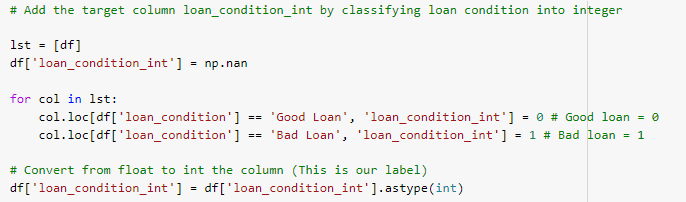 # Add the target column loan_condition_int by classifying loan condition into integer
lst = [df]
df['loan_condition_int'] = np.nan
for col in lst:
    col.loc[df['loan_condition'] == 'Good Loan', 'loan_condition_int'] = 0 # Good loan = 0
    col.loc[df['loan_condition'] == 'Bad Loan', 'loan_condition_int'] = 1 # Bad loan = 1
# Convert from float to int the column (This is our label)
df['loan_condition_int'] = df['loan_condition_int'].astype(int)